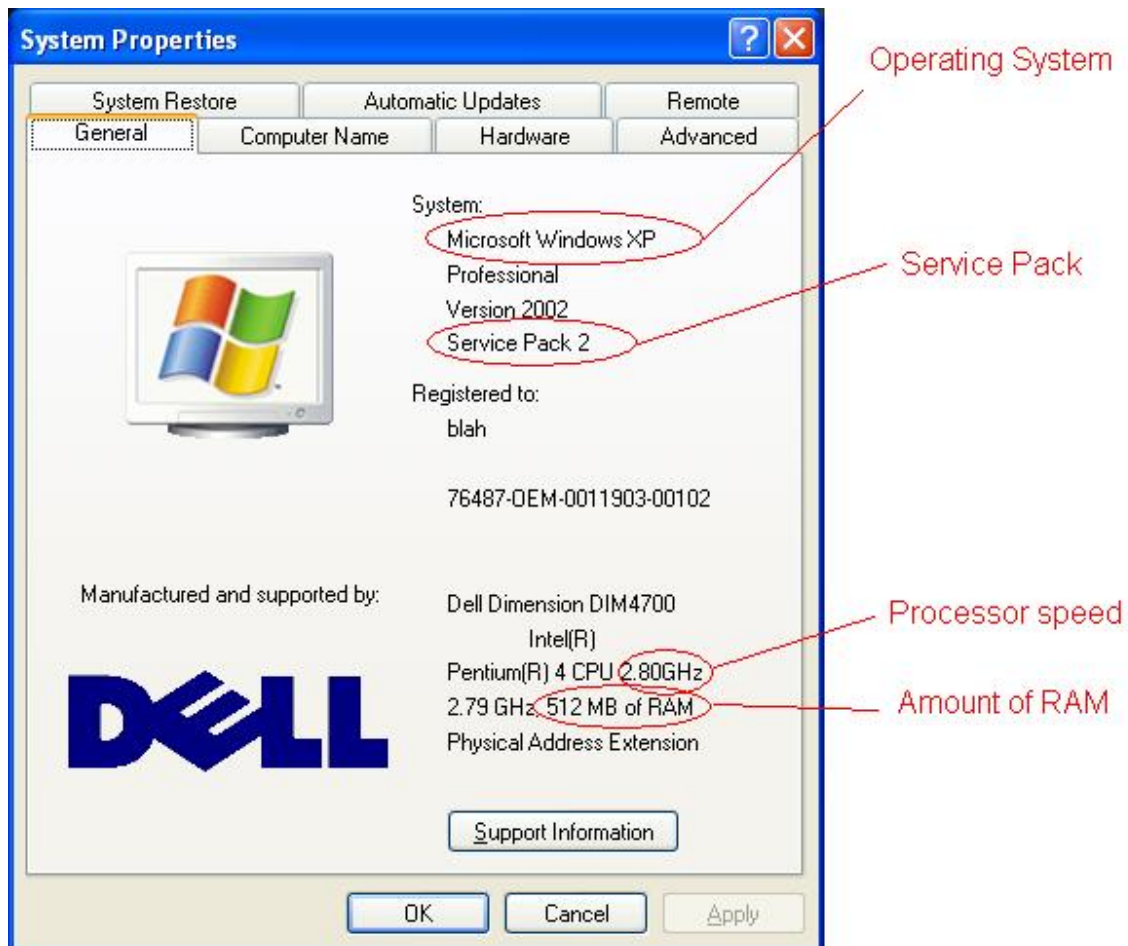 System Properties
Operating System
System Restore Automatic Updates Remote
General Computer Name Hardware Advanced
System:
Microsoft Windows XP
Professional
Version 2002
Service Pack 2
Service Pack
Registered to:
blah
76487-OEM-0011903-00102
Manufactured and supported by:
Dell Dimension DIM4700
Intel(R)
Pentium(R) 4 CPU 2.80GHz
Processor speed
2.79 GHz, 512 MB of RAM
Amount of RAM
Physical Address Extension
DELL
Support Information
OK Cancel Apply